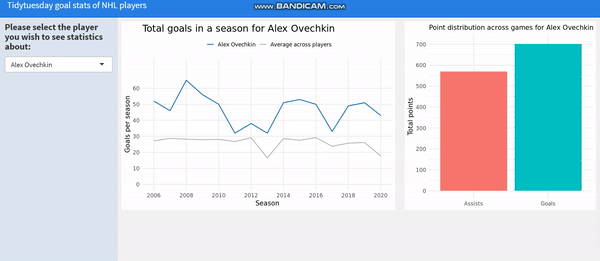 Tidytuesday goal stats of NHL players
www.BANDICAM.com
Please select the player
you wish to see statistics
about:
Alex Ovechkin
Total goals in a season for Alex Ovechkin
Alex Ovechkin
Average across players
Goals per season
60
50
40
30
20
10
0
2006
2008
2010
2012
2014
2016
2018
2020
Season
Point distribution across games for Alex Ovechkin
Total points
700
600
500
400
300
200
100
0
Assists
Goals